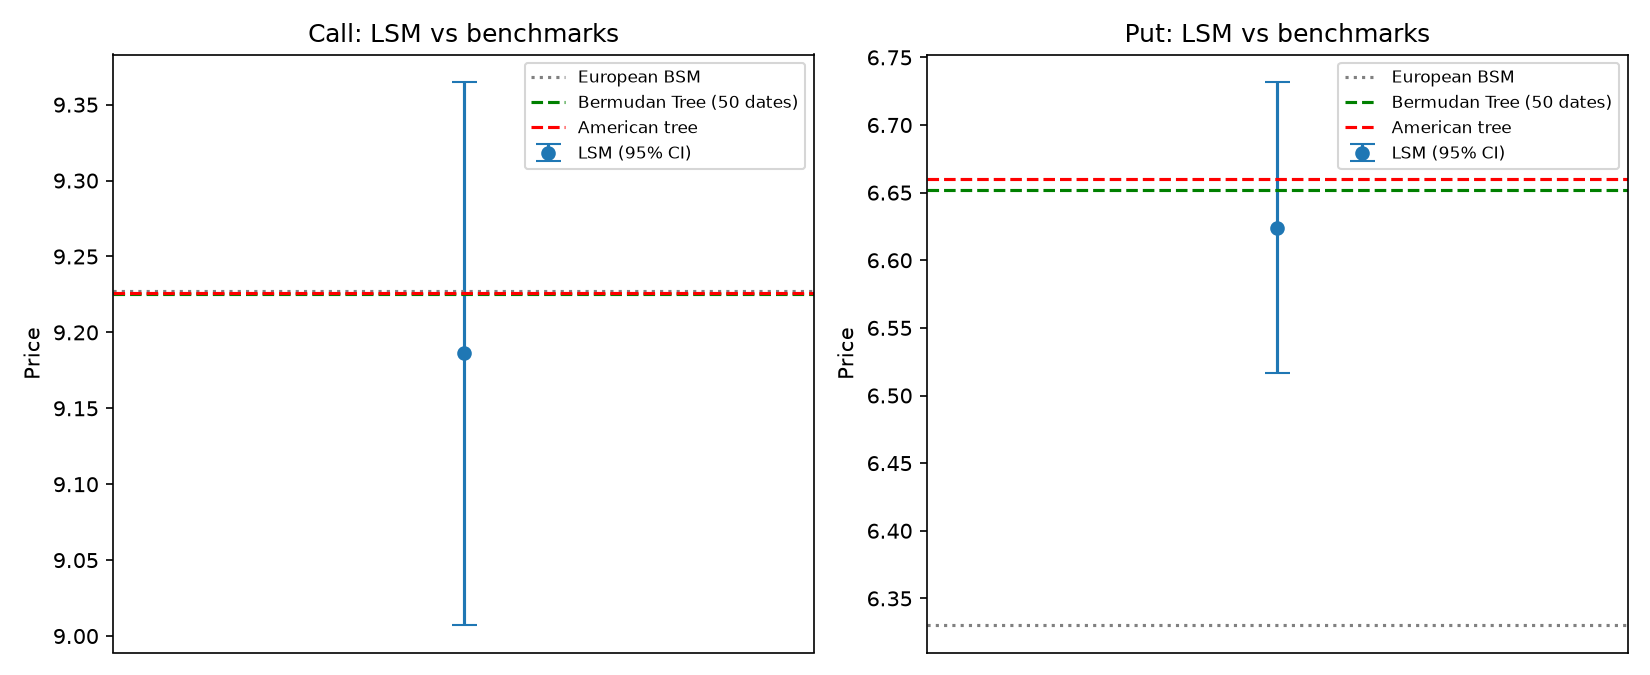 Call: LSM vs benchmarks
Price
9.35
9.30
9.25
9.20
9.15
9.10
9.05
9.00
European BSM
Bermudan Tree (50 dates)
American tree
LSM (95% CI)
Put: LSM vs benchmarks
Price
6.75
6.70
6.65
6.60
6.55
6.50
6.45
6.40
6.35
European BSM
Bermudan Tree (50 dates)
American tree
LSM (95% CI)